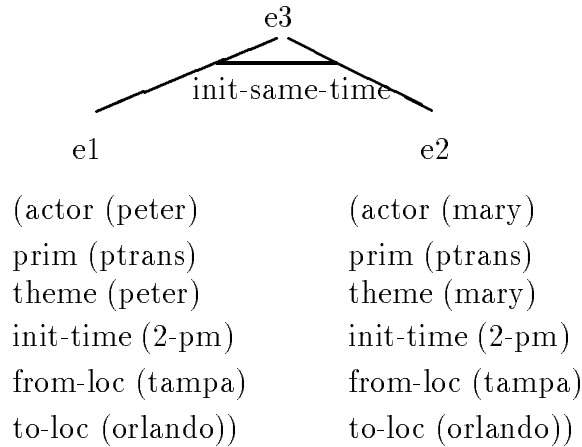 e3
init-same-time
e1 e2
(actor (peter) (actor (mary)
prim (ptrans) prim (ptrans)
theme (peter) theme (mary)
init-time (2-pm) init-time (2-pm)
from-loc (tampa) from-loc (tampa)
to-loc (orlando)) to-loc (orlando))